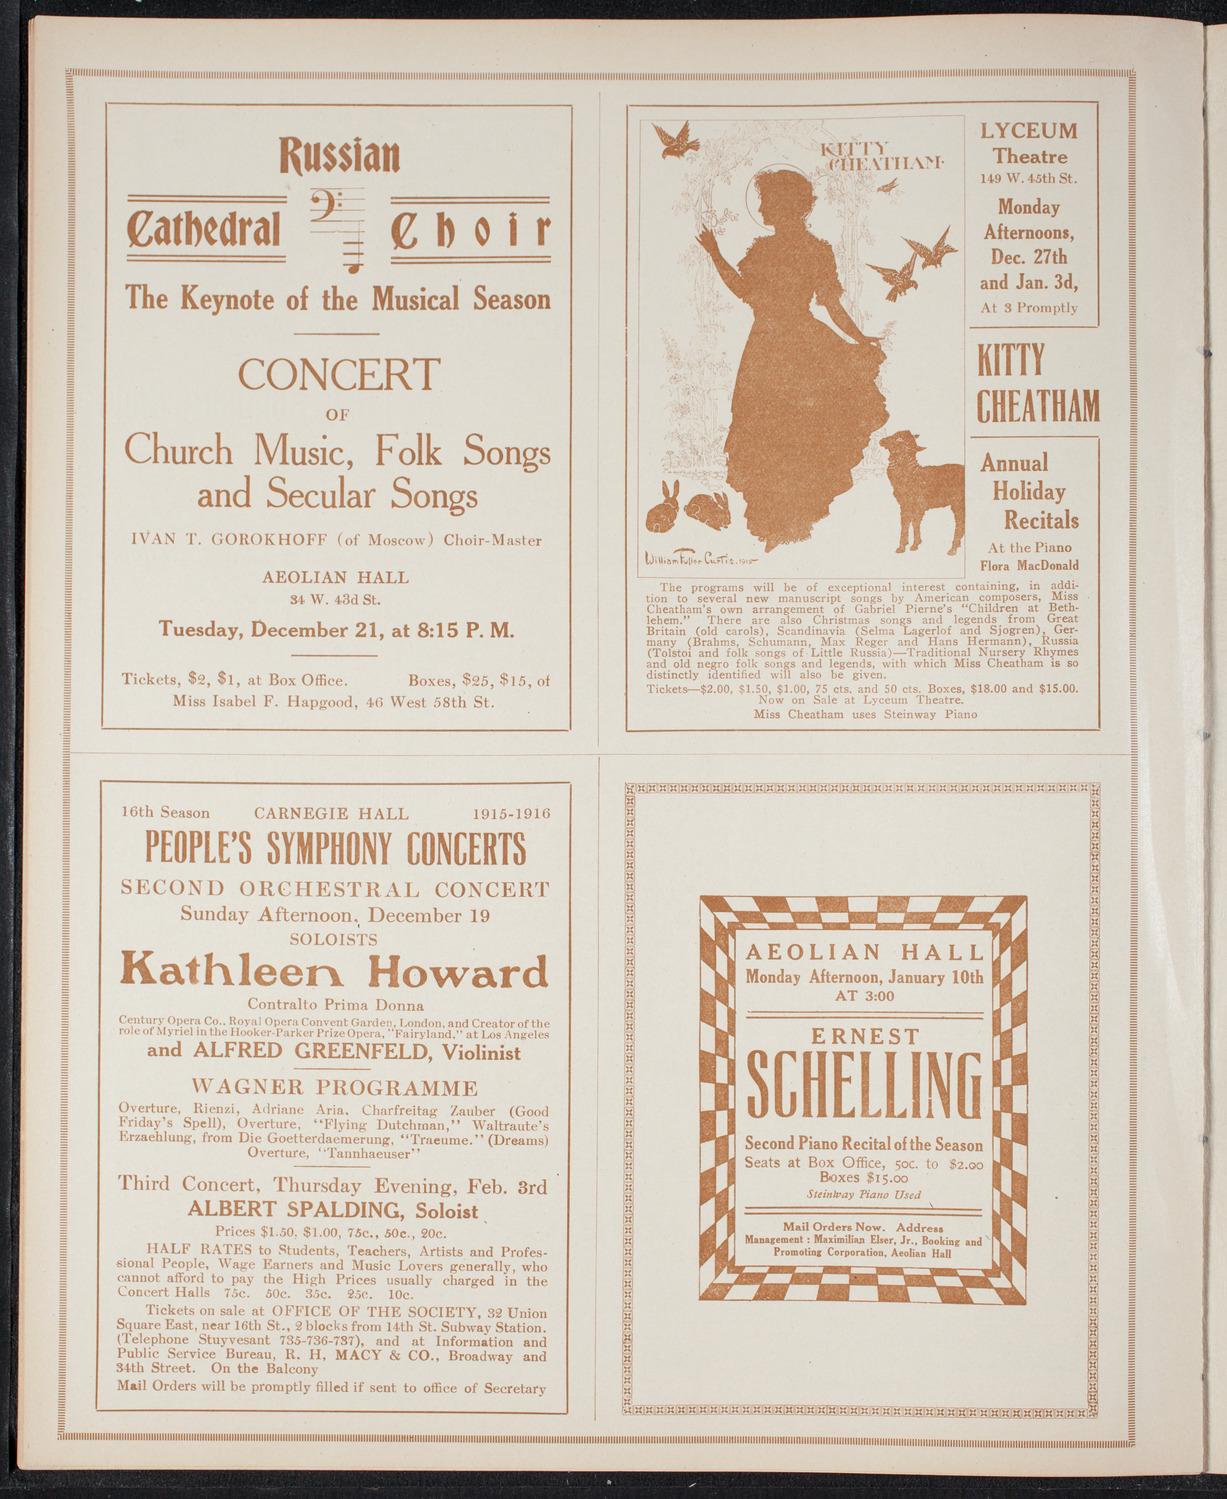 Russian
Cathedral Choir
The Keynote of the Musical Season
CONCERT
OF
Church Music, Folk Songs
and Secular Songs
IVAN T. GOROKHOFF (of Moscow) Choir-Master
AEOLIAN HALL
34 W. 43d St.
Tuesday, December 21, at 8:15 P. M.
Tickets, $2, $1, at Box Office. Boxes, $25, $15, of
Miss Isabel F. Hapgood, 46 West 58th St.
KITTY
CHEATHAM·
William Fuller Curtis. 1915
LYCEUM
Theatre
149 W. 45th St.
Monday
Afternoons,
Dec. 27th
and Jan. 3d,
At 3 Promptly
KITTY
CHEATHAM
Annual
Holiday
Recitals
At the Piano
Flora MacDonald
The programs will be of exceptional interest containing, in addi-
tion to several new manuscript songs by American composers, Miss
Cheatham's own arrangement of Gabriel Pierne's "Children at Beth-
lehem." There are also Christmas songs and legends from Great
Britain (old carols), Scandinavia (Selma Lagerlof and Sjogren), Ger-
many (Brahms, Schumann, Max Reger and Hans Hermann), Russia
(Tolstoi and folk songs of Little Russia)—Traditional Nursery Rhymes
and old negro folk songs and legends, with which Miss Cheatham is so
distinctly identified will also be given.
Tickets—$2.00, $1.50, $1.00, 75 cts. and 50 cts. Boxes, $18.00 and $15.00.
Now on Sale at Lyceum Theatre.
Miss Cheatham uses Steinway Piano
16th Season CARNEGIE HALL 1915-1916
PEOPLE'S SYMPHONY CONCERTS
SECOND ORCHESTRAL CONCERT
Sunday Afternoon, December 19
SOLOISTS
Kathleen Howard
Contralto Prima Donna
Century Opera Co., Royal Opera Convent Garden, London, and Creator of the
role of Myriel in the Hooker-Parker Prize Opera, "Fairyland," at Los Angeles
and ALFRED GREENFELD, Violinist
WAGNER PROGRAMME
Overture, Rienzi, Adriane Aria. Charfreitag Zauber (Good
Friday's Spell), Overture, "Flying Dutchman," Waltraute's
Erzaehlung, from Die Goetterdaemerung, "Traeume." (Dreams)
Overture, "Tannhaeuser"
Third Concert, Thursday Evening, Feb. 3rd
ALBERT SPALDING, Soloist
Prices $1.50, $1.00, 75c., 50c., 20c.
HALF RATES to Students, Teachers, Artists and Profes-
sional People, Wage Earners and Music Lovers generally, who
cannot afford to pay the High Prices usually charged in the
Concert Halls 75c. 50c. 35c. 25c. 10c.
Tickets on sale at OFFICE OF THE SOCIETY, 32 Union
Square East, near 16th St., 2 blocks from 14th St. Subway Station.
(Telephone Stuyvesant 735-736-737), and at Information and
Public Service Bureau, R. H, MACY & CO., Broadway and
34th Street. On the Balcony
Mail Orders will be promptly filled if sent to office of Secretary
AEOLIAN HALL
Monday Afternoon, January 10th
AT 3:00
ERNEST
SCHELLING
Second Piano Recital of the Season
Seats at Box Office, 50c. to $2.00
Boxes $15.00
Steinway Piano Used
Mail Orders Now. Address
Management : Maximilian Elser, Jr., Booking and
Promoting Corporation, Aeolian Hall